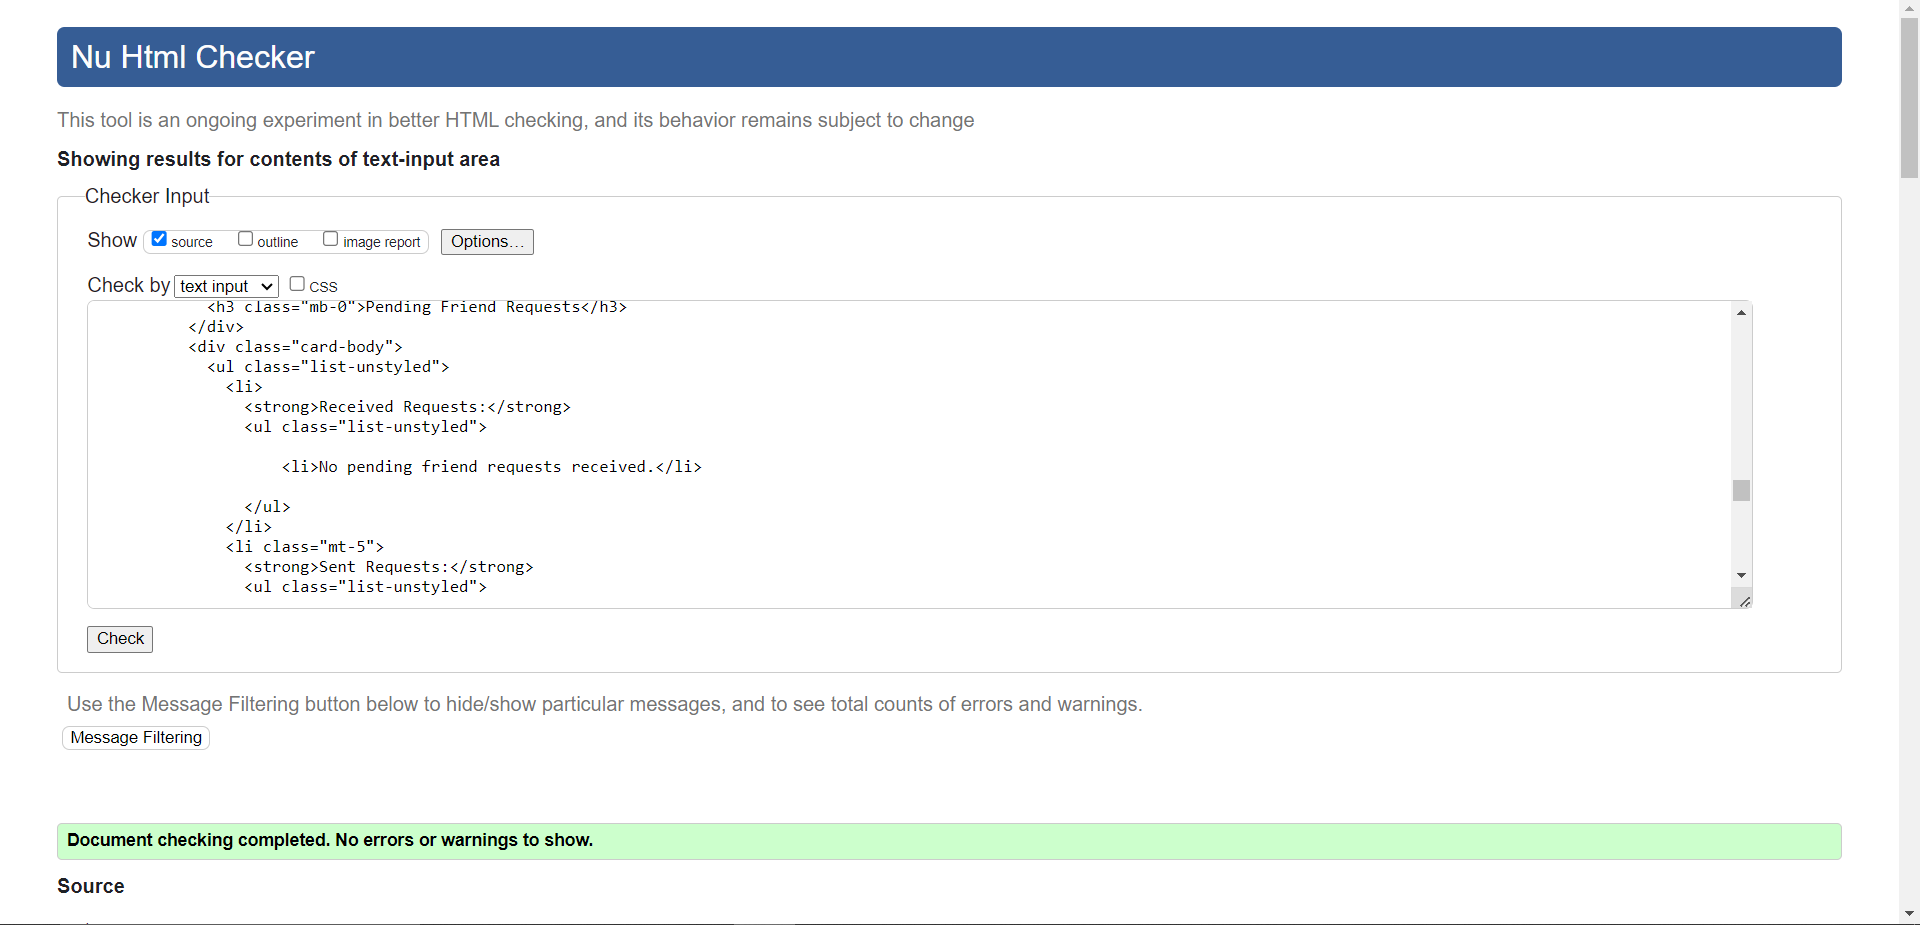 Nu Html Checker
This tool is an ongoing experiment in better HTML checking, and its behavior remains subject to change
Showing results for contents of text-input area
Checker Input
Show source outline image report Options…
Check by text input CSS
<h3 class="mb-0">Pending Friend Requests</h3>
</div>
<div class="card-body">
<ul class="list-unstyled">
<li>
<strong>Received Requests:</strong>
<ul class="list-unstyled">
<li>No pending friend requests received.</li>
</ul>
</li>
<li class="mt-5">
<strong>Sent Requests:</strong>
<ul class="list-unstyled">
Check
Use the Message Filtering button below to hide/show particular messages, and to see total counts of errors and warnings.
Message Filtering
Document checking completed. No errors or warnings to show.
Source